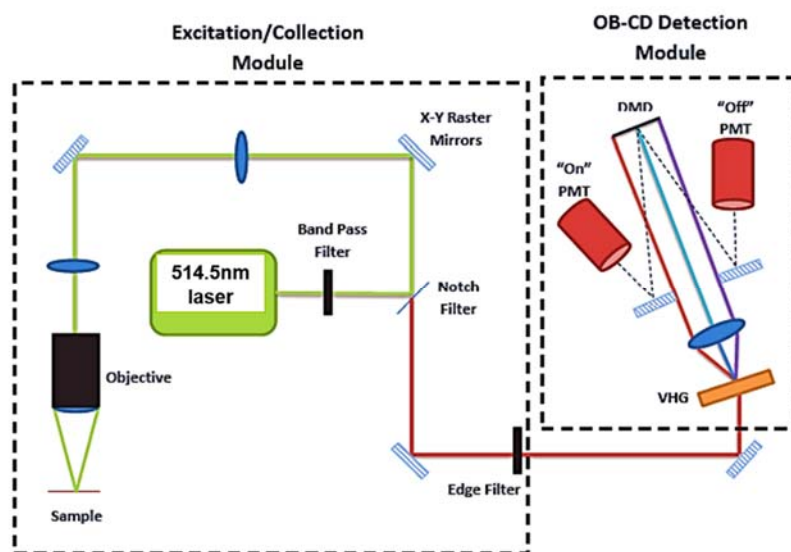 Excitation/Collection
Module
OB-CD Detection
Module
X-Y Raster
Mirrors
DMD
“Off”
PMT
“On”
PMT
Band Pass
Filter
514.5nm
laser
Notch
Filter
Objective
VHG
Edge Filter
Sample